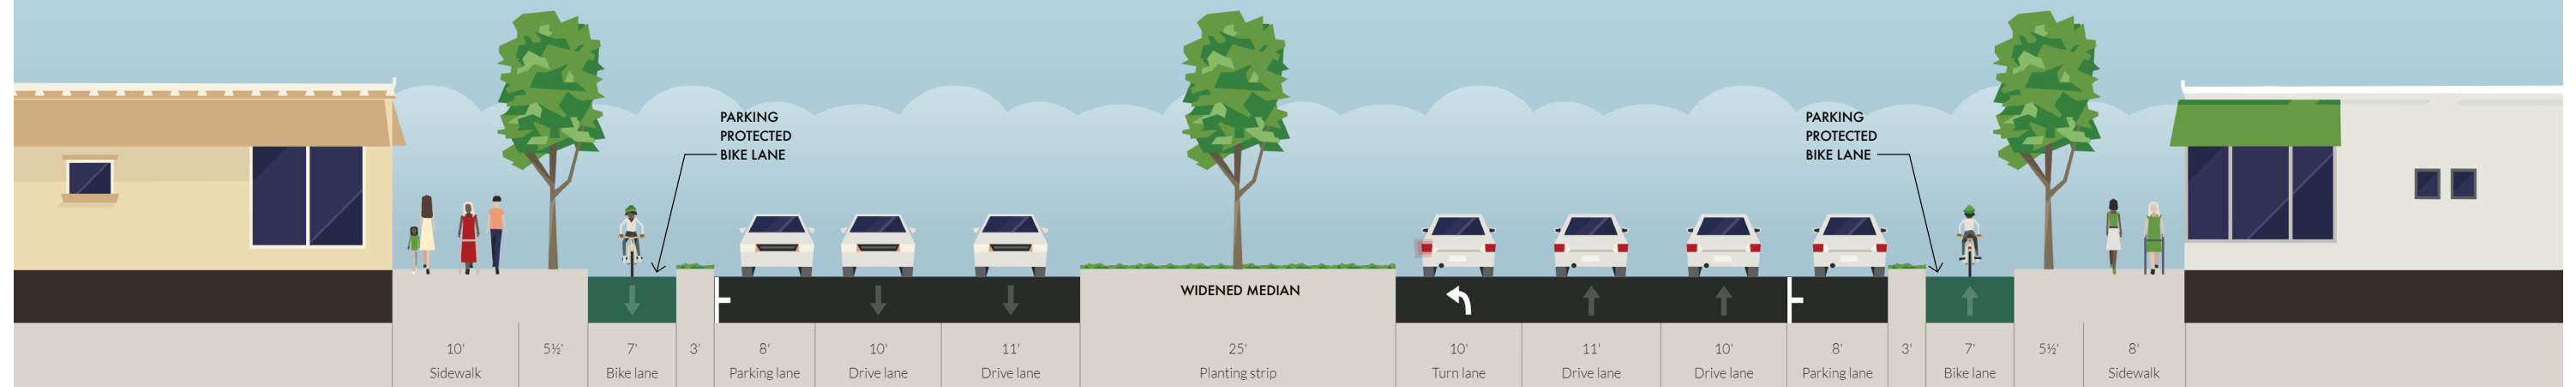 PARKING
PROTECTED
BIKE LANE
PARKING
PROTECTED
BIKE LANE
WIDENED MEDIAN
10' 5½' 7' 3' 8' 10' 11' 25' 10' 11' 10' 8' 3' 7' 5½' 8'
Sidewalk Bike lane Parking lane Drive lane Drive lane Planting strip Turn lane Drive lane Drive lane Parking lane Bike lane Sidewalk